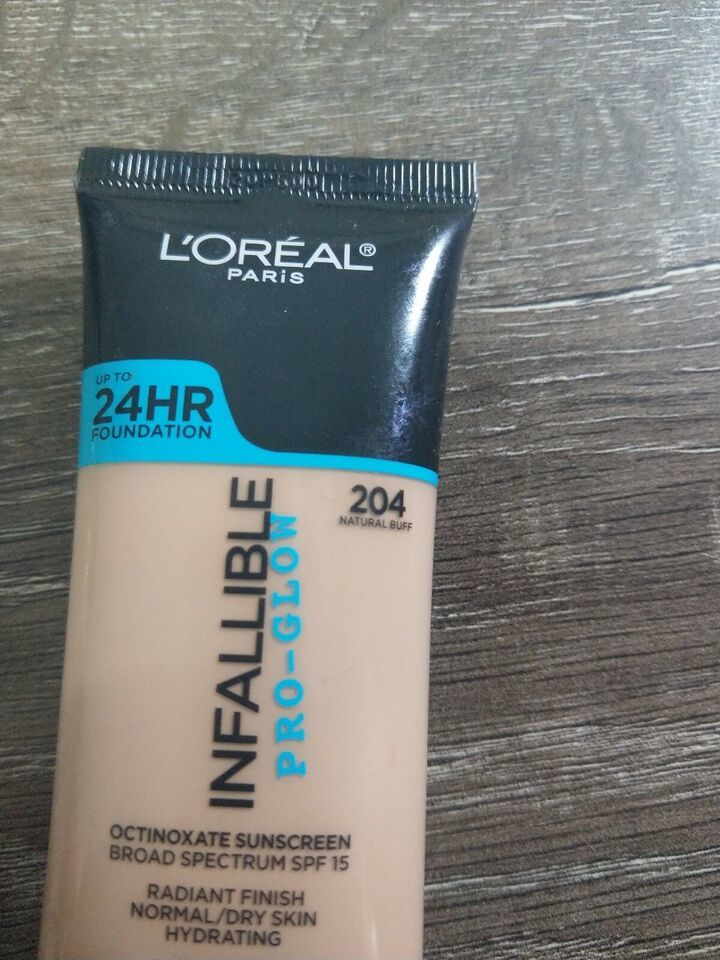 L'ORÉAL®
PARiS
UP TO
24HR
FOUNDATION
204
NATURAL BUFF
INFALLIBLE
PRO-GLOW
OCTINOXATE SUNSCREEN
BROAD SPECTRUM SPF 15
RADIANT FINISH
NORMAL/DRY SKIN
HYDRATING